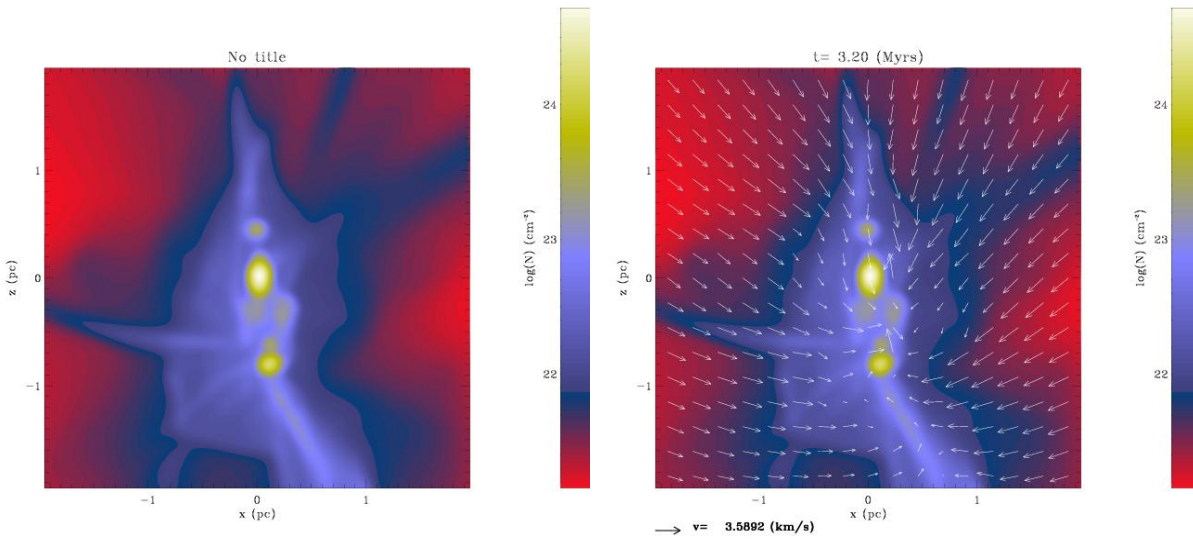 No title
24
23
22
log(N) (cm⁻²)
1
0
−1
z (pc)
−1 0 1
x (pc)
t= 3.20 (Myrs)
24
23
22
log(N) (cm⁻²)
1
0
−1
z (pc)
−1 0 1
x (pc)
v= 3.5892 (km/s)